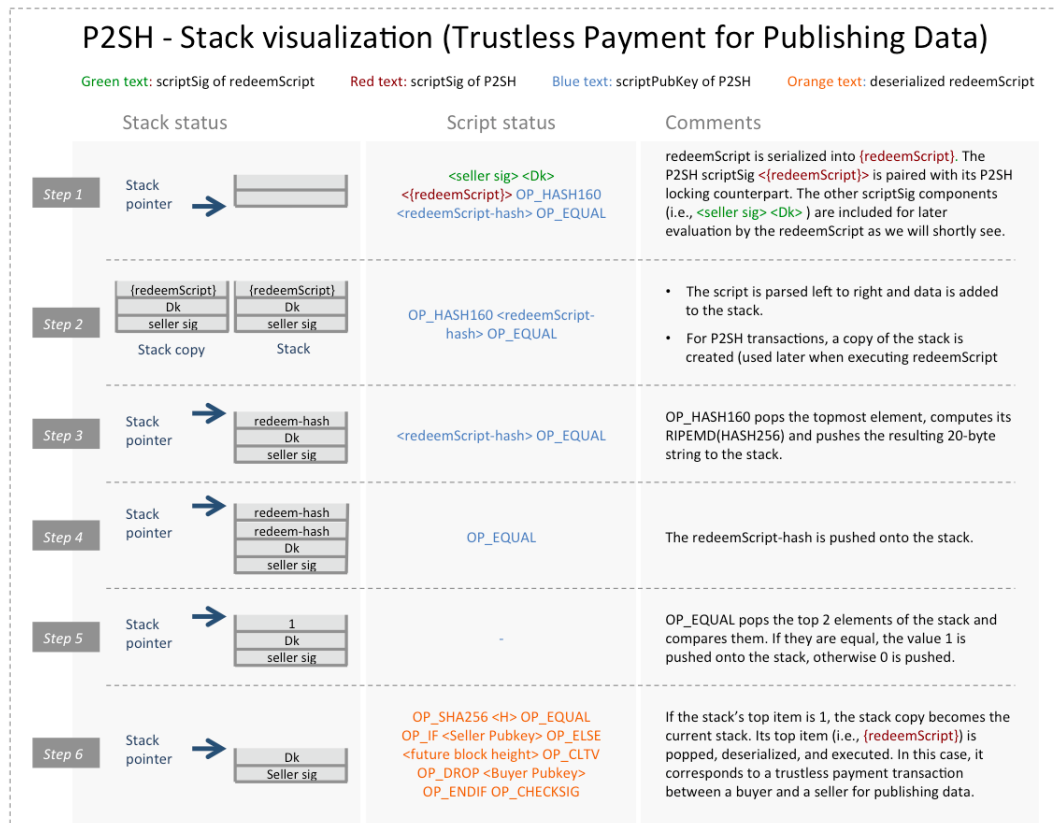 P2SH - Stack visualization (Trustless Payment for Publishing Data)
Green text: scriptSig of redeemScript
Red text: scriptSig of P2SH
Blue text: scriptPubKey of P2SH
Orange text: deserialized redeemScript
Stack status
Script status
Comments
Step 1
Stack
pointer
<seller sig> <Dk>
<{redeemScript}> OP_HASH160
<redeemScript-hash> OP_EQUAL
redeemScript is serialized into {redeemScript}. The
P2SH scriptSig <{redeemScript}> is paired with its P2SH
locking counterpart. The other scriptSig components
(i.e., <seller sig> <Dk> ) are included for later
evaluation by the redeemScript as we will shortly see.
Step 2
{redeemScript}
Dk
seller sig
Stack copy
{redeemScript}
Dk
seller sig
Stack
OP_HASH160 <redeemScript-
hash> OP_EQUAL
• The script is parsed left to right and data is added
to the stack.
• For P2SH transactions, a copy of the stack is
created (used later when executing redeemScript
Step 3
Stack
pointer
redeem-hash
Dk
seller sig
<redeemScript-hash> OP_EQUAL
OP_HASH160 pops the topmost element, computes its
RIPEMD(HASH256) and pushes the resulting 20-byte
string to the stack.
Step 4
Stack
pointer
redeem-hash
redeem-hash
Dk
seller sig
OP_EQUAL
The redeemScript-hash is pushed onto the stack.
Step 5
Stack
pointer
1
Dk
seller sig
-
OP_EQUAL pops the top 2 elements of the stack and
compares them. If they are equal, the value 1 is
pushed onto the stack, otherwise 0 is pushed.
Step 6
Stack
pointer
Dk
Seller sig
OP_SHA256 <H> OP_EQUAL
OP_IF <Seller Pubkey> OP_ELSE
<future block height> OP_CLTV
OP_DROP <Buyer Pubkey>
OP_ENDIF OP_CHECKSIG
If the stack's top item is 1, the stack copy becomes the
current stack. Its top item (i.e., {redeemScript}) is
popped, deserialized, and executed. In this case, it
corresponds to a trustless payment transaction
between a buyer and a seller for publishing data.